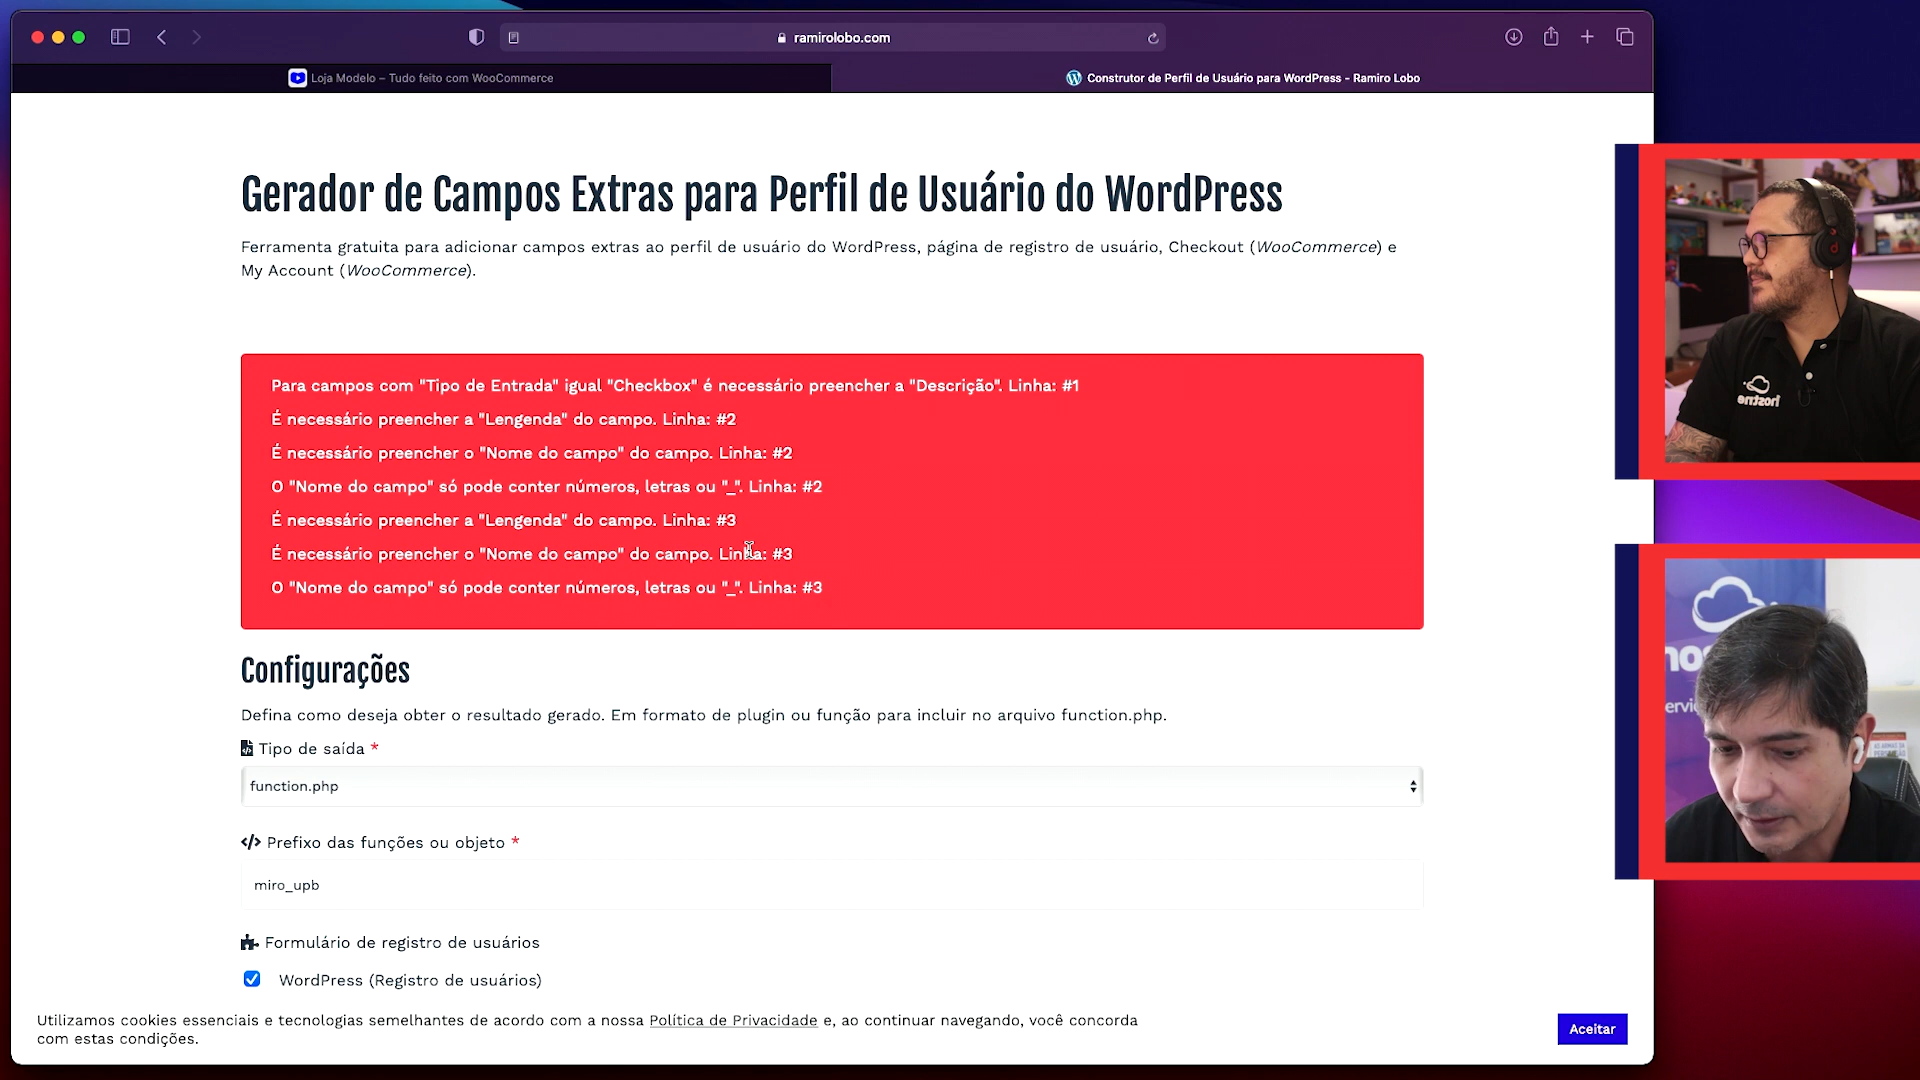 ramirolobo.com
Loja Modelo – Tudo feito com WooCommerce
Construtor de Perfil de Usuário para WordPress - Ramiro Lobo
Gerador de Campos Extras para Perfil de Usuário do WordPress
Ferramenta gratuita para adicionar campos extras ao perfil de usuário do WordPress, página de registro de usuário, Checkout (WooCommerce) e
My Account (WooCommerce).
Para campos com "Tipo de Entrada" igual "Checkbox" é necessário preencher a "Descrição". Linha: #1
É necessário preencher a "Lengenda" do campo. Linha: #2
É necessário preencher o "Nome do campo" do campo. Linha: #2
O "Nome do campo" só pode conter números, letras ou "_". Linha: #2
É necessário preencher a "Lengenda" do campo. Linha: #3
É necessário preencher o "Nome do campo" do campo. Linha: #3
O "Nome do campo" só pode conter números, letras ou "_". Linha: #3
Configurações
Defina como deseja obter o resultado gerado. Em formato de plugin ou função para incluir no arquivo function.php.
Tipo de saída *
function.php
</> Prefixo das funções ou objeto *
miro_upb
Formulário de registro de usuários
WordPress (Registro de usuários)
Utilizamos cookies essenciais e tecnologias semelhantes de acordo com a nossa Política de Privacidade e, ao continuar navegando, você concorda
com estas condições.
Aceitar
hostne